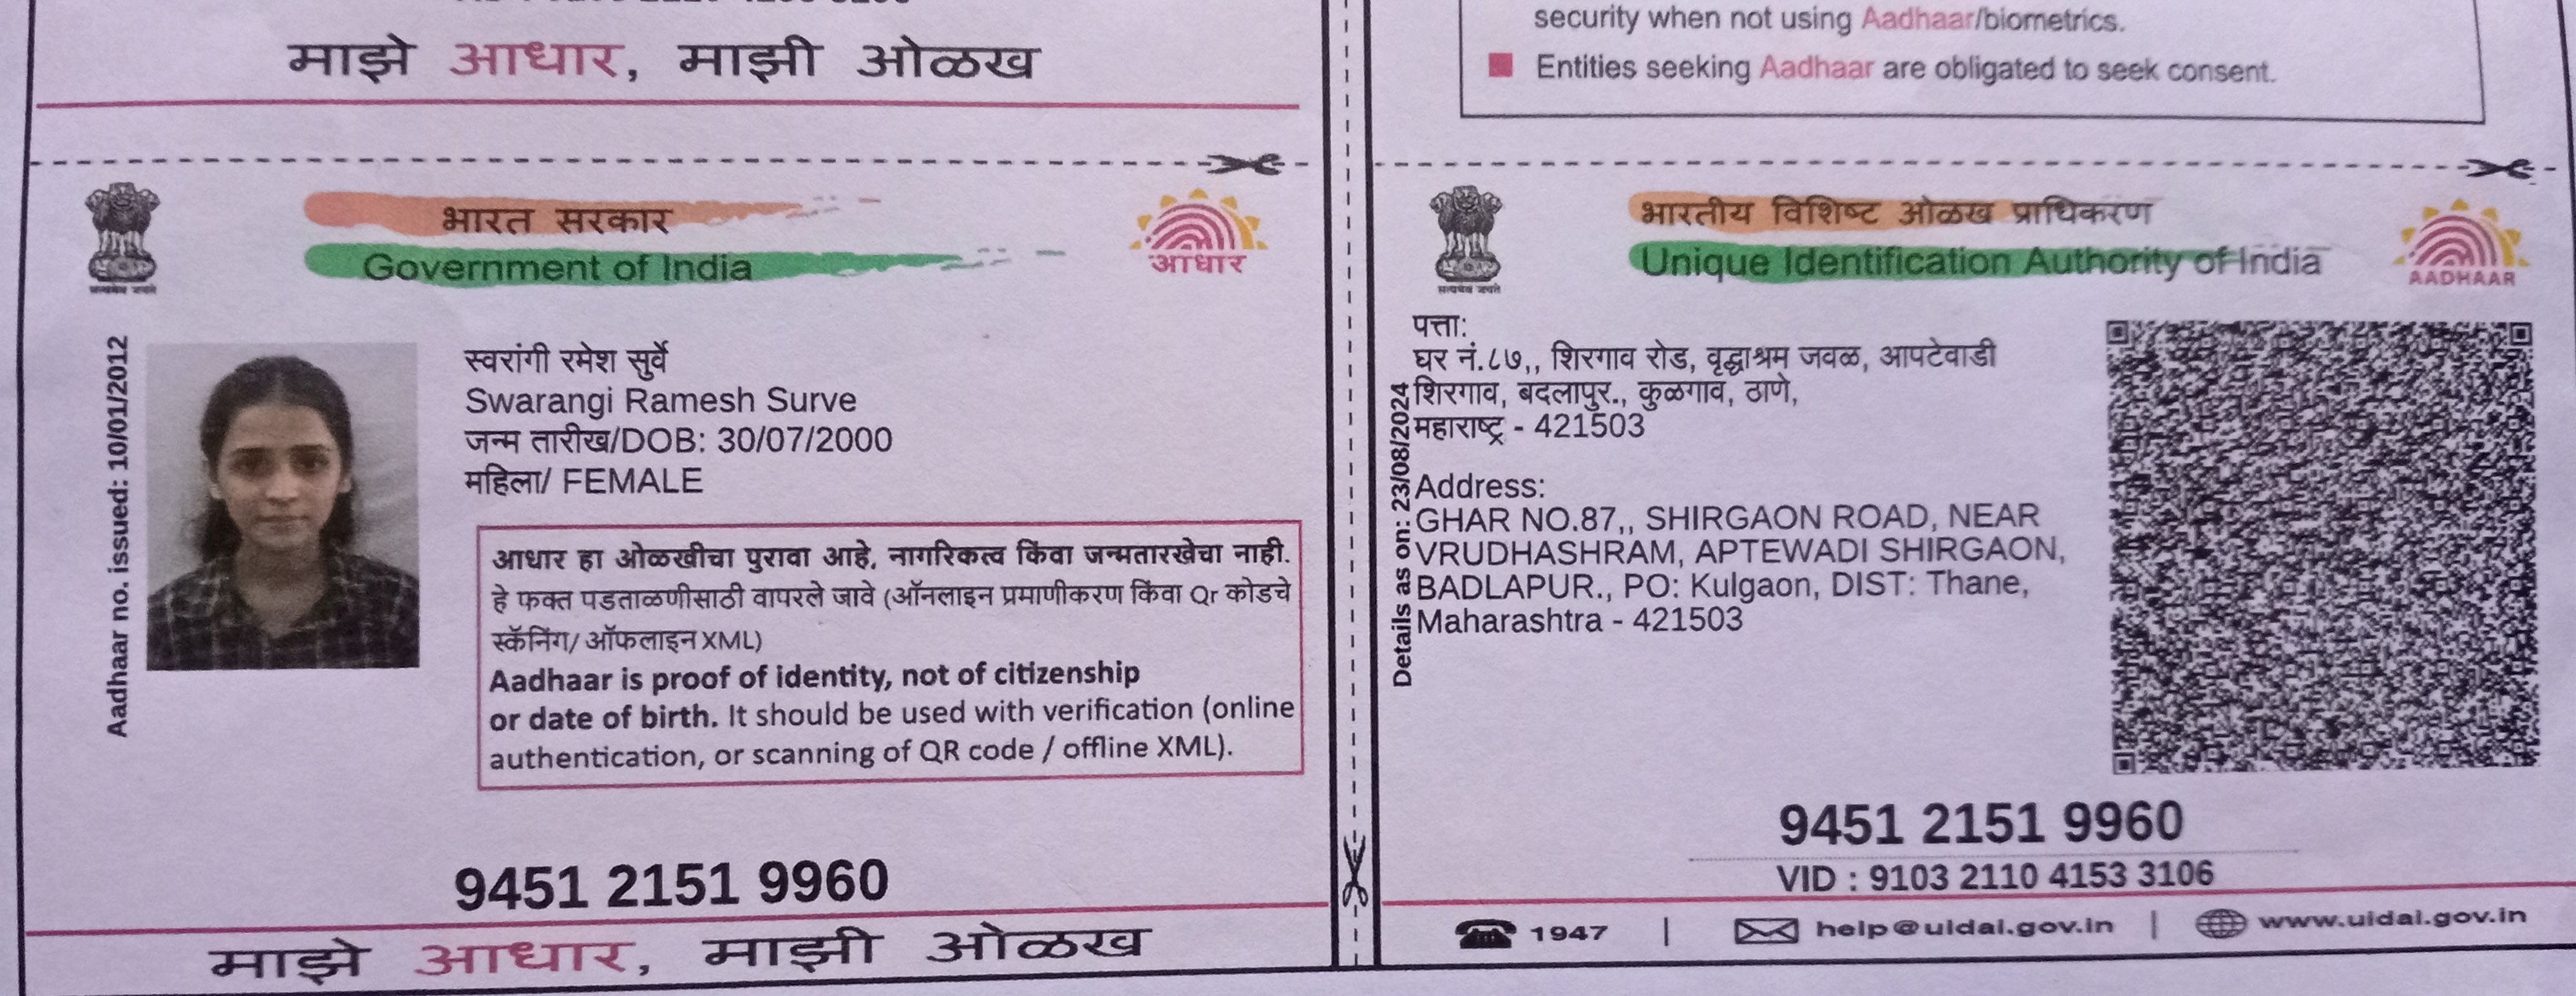 माझे आधार, माझी ओळख
security when not using Aadhaar/biometrics.
Entities seeking Aadhaar are obligated to seek consent.
भारत सरकार
Government of India
सत्यमेव जयते
आधार
Aadhaar no. issued: 10/01/2012
स्वरांगी रमेश सुर्वे
Swarangi Ramesh Surve
जन्म तारीख/DOB: 30/07/2000
महिला/ FEMALE
आधार हा ओळखीचा पुरावा आहे, नागरिकत्व किंवा जन्मतारखेचा नाही.
हे फक्त पडताळणीसाठी वापरले जावे (ऑनलाइन प्रमाणीकरण किंवा Qr कोडचे
स्कॅनिंग/ ऑफलाइन XML)
Aadhaar is proof of identity, not of citizenship
or date of birth. It should be used with verification (online
authentication, or scanning of QR code / offline XML).
9451 2151 9960
माझे आधार, माझी ओळख
भारतीय विशिष्ट ओळख प्राधिकरण
Unique Identification Authority of India
सत्यमेव जयते
AADHAAR
Details as on: 23/08/2024
पत्ता:
घर नं.८७,, शिरगाव रोड, वृद्धाश्रम जवळ, आपटेवाडी
शिरगाव, बदलापुर., कुळगाव, ठाणे,
महाराष्ट्र - 421503
Address:
GHAR NO.87,, SHIRGAON ROAD, NEAR
VRUDHASHRAM, APTEWADI SHIRGAON,
BADLAPUR., PO: Kulgaon, DIST: Thane,
Maharashtra - 421503
9451 2151 9960
VID : 9103 2110 4153 3106
1947 | help@uidai.gov.in | www.uidai.gov.in